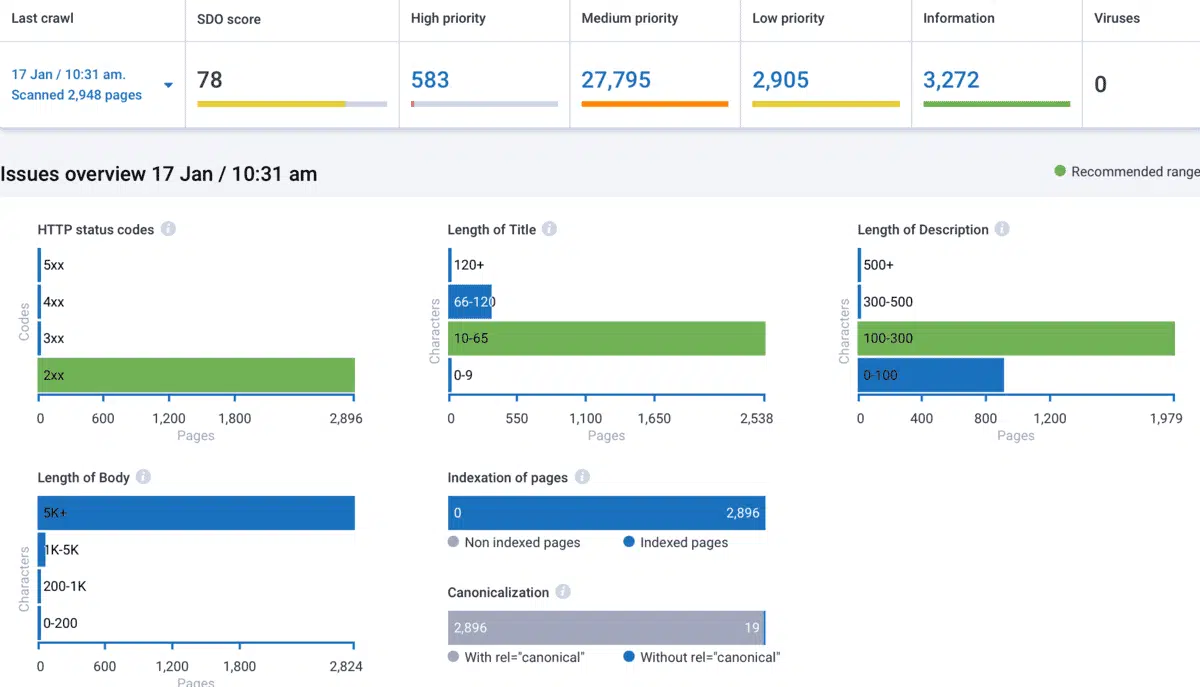 Last crawl
SDO score
High priority
Medium priority
Low priority
Information
Viruses
17 Jan / 10:31 am.
Scanned 2,948 pages
78
583
27,795
2,905
3,272
0
Issues overview 17 Jan / 10:31 am
Recommended range
HTTP status codes
Codes
5xx
4xx
3xx
2xx
0 600 1,200 1,800 2,896
Pages
Length of Title
Characters
120+
66-120
10-65
0-9
0 550 1,100 1,650 2,538
Pages
Length of Description
Characters
500+
300-500
100-300
0-100
0 400 800 1,200 1,979
Pages
Length of Body
Characters
5K+
1K-5K
200-1K
0-200
0 600 1,200 1,800 2,824
Pages
Indexation of pages
0 2,896
Non indexed pages Indexed pages
Canonicalization
2,896 19
With rel="canonical" Without rel="canonical"